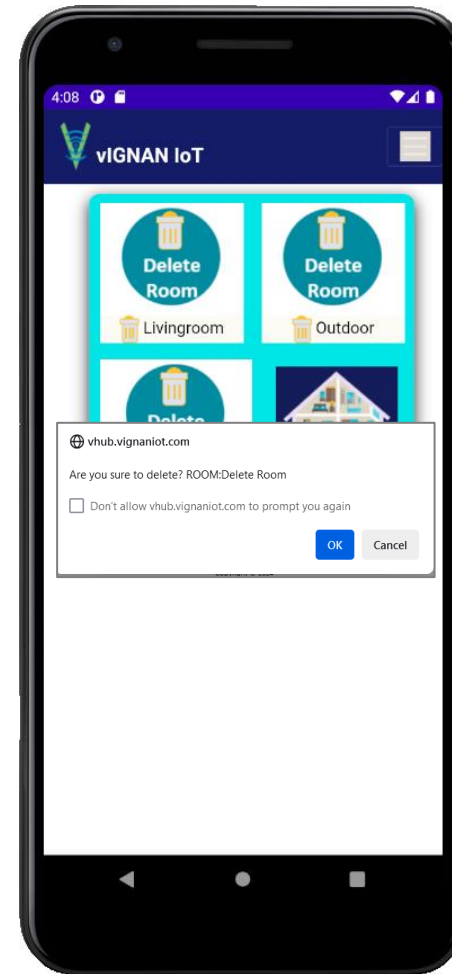 4:08
vIGNAN IoT
Delete
Room
Livingroom
Delete
Room
Outdoor
Delete
vhub.vignaniot.com
Are you sure to delete? ROOM:Delete Room
Don't allow vhub.vignaniot.com to prompt you again
OK Cancel